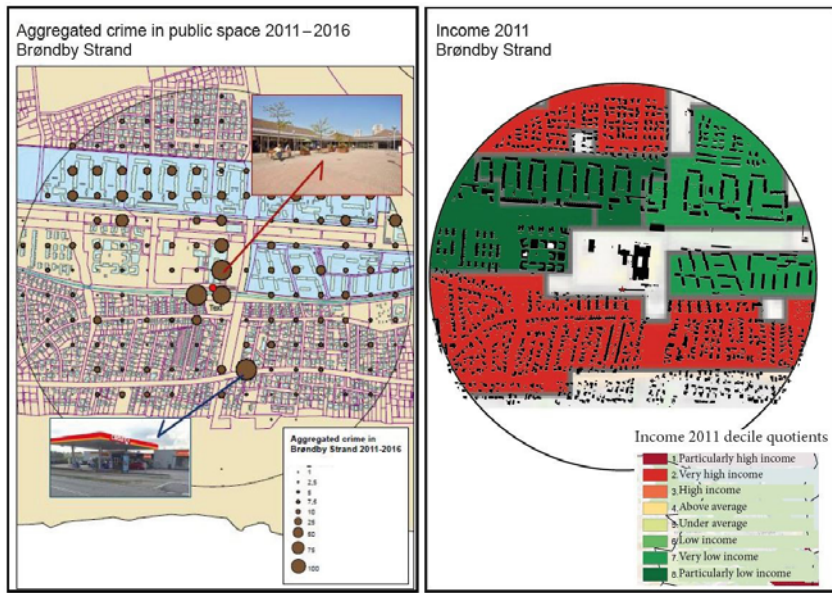 Aggregated crime in public space 2011–2016
Brøndby Strand
Text
Aggregated crime in
Brøndby Strand 2011-2016
1
2,5
5
7,5
10
25
50
75
100
Income 2011
Brøndby Strand
Income 2011 decile quotients
1. Particularly high income
2. Very high income
3. High income
4. Above average
5. Under average
6. Low income
7. Very low income
8. Particularly low income